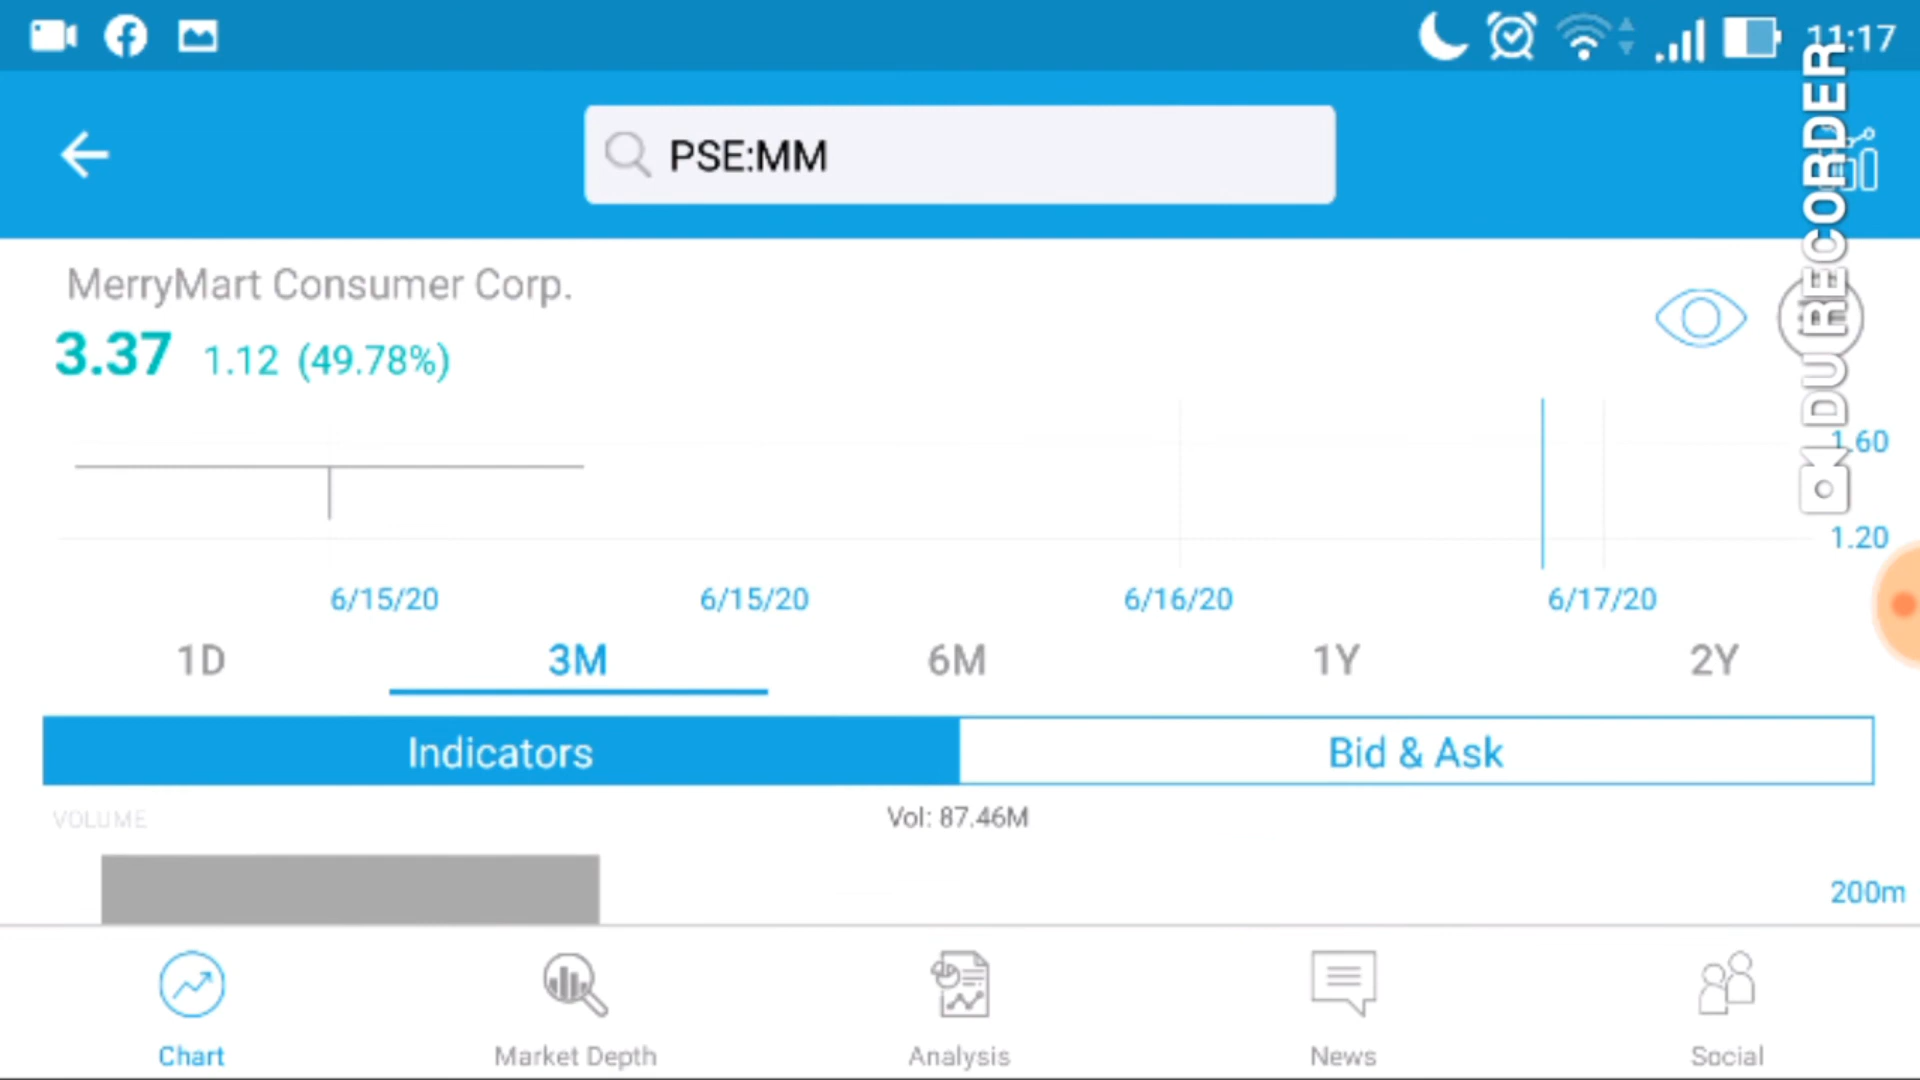 11:17
PSE:MM
DU RECORDER
MerryMart Consumer Corp.
3.37 1.12 (49.78%)
1.60
1.20
6/15/20 6/15/20 6/16/20 6/17/20
1D 3M 6M 1Y 2Y
Indicators Bid & Ask
VOLUME Vol: 87.46M
200m
Chart Market Depth Analysis News Social